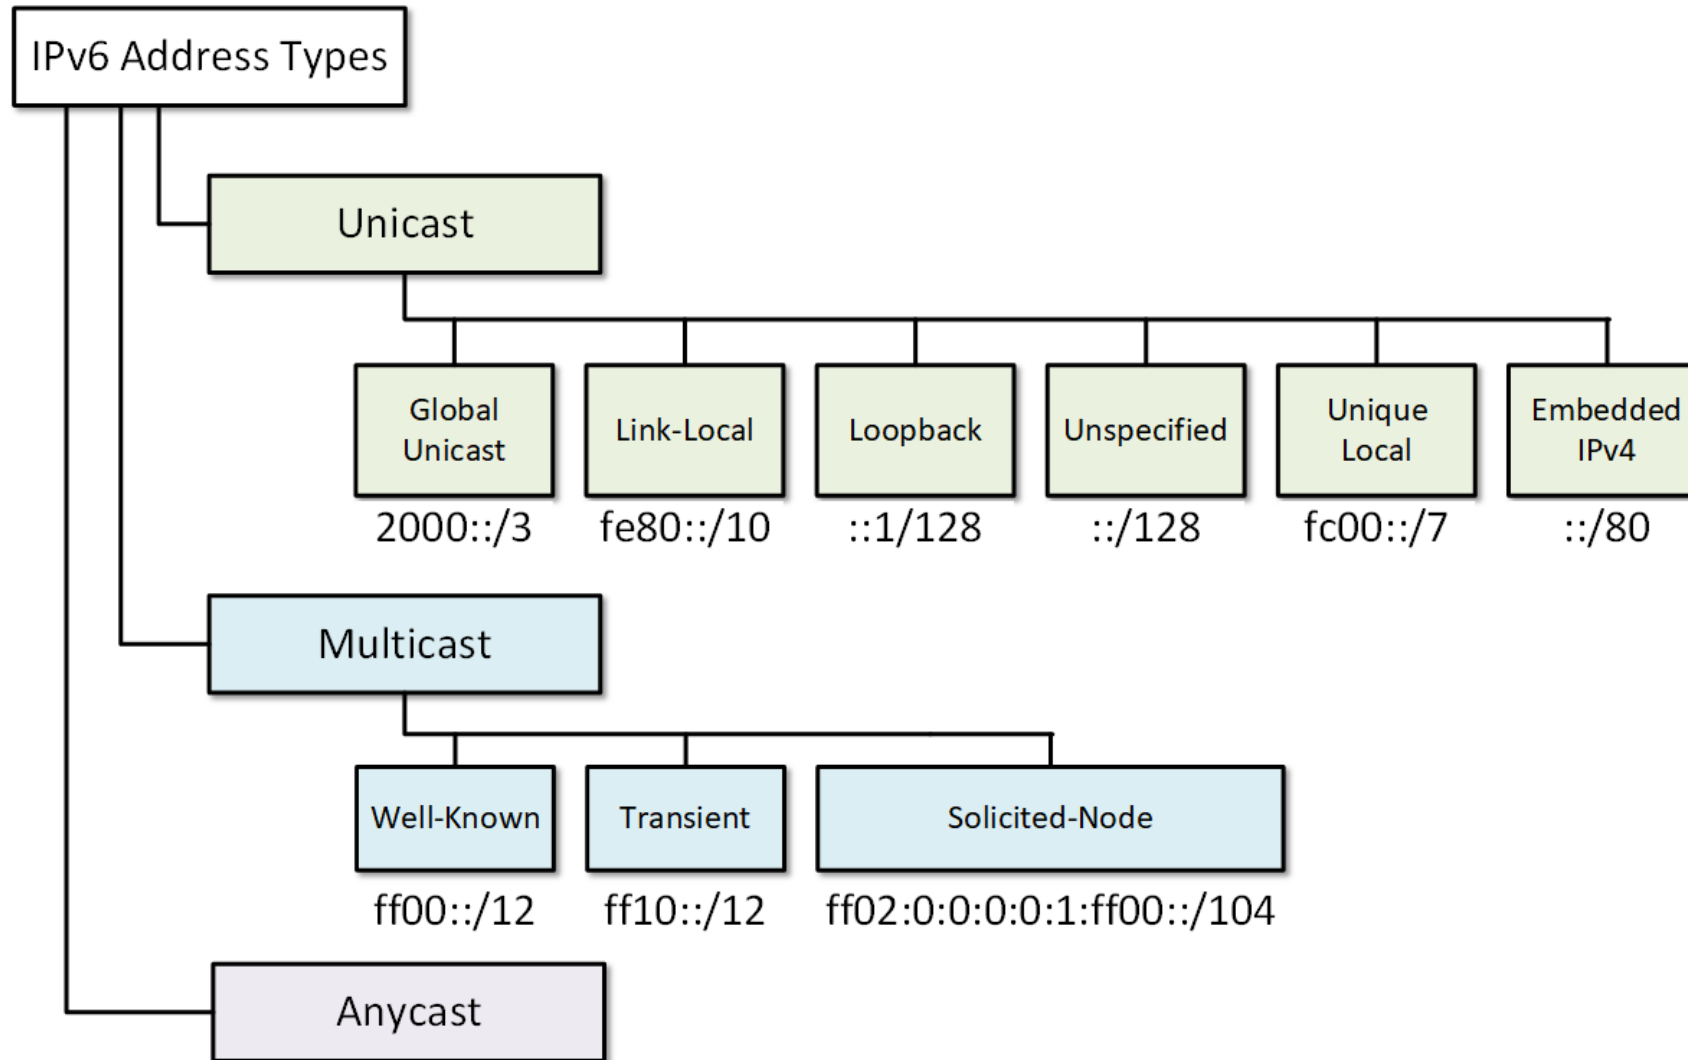 IPv6 Address Types
Unicast
Global
Unicast
Link-Local
Loopback
Unspecified
Unique
Local
Embedded
IPv4
2000::/3
fe80::/10
::1/128
::/128
fc00::/7
::/80
Multicast
Well-Known
Transient
Solicited-Node
ff00::/12
ff10::/12
ff02:0:0:0:0:1:ff00::/104
Anycast